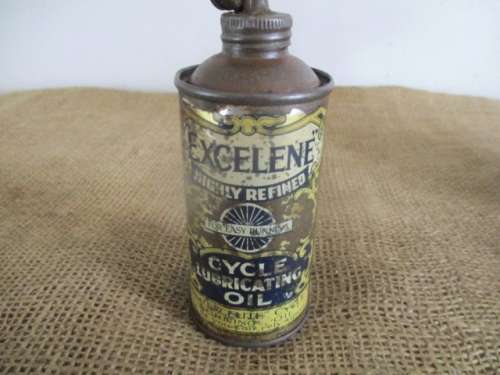 "EXCELENE"
HIGHLY REFINED
FOR EASY RUNNING
CYCLE
LUBRICATING
OIL